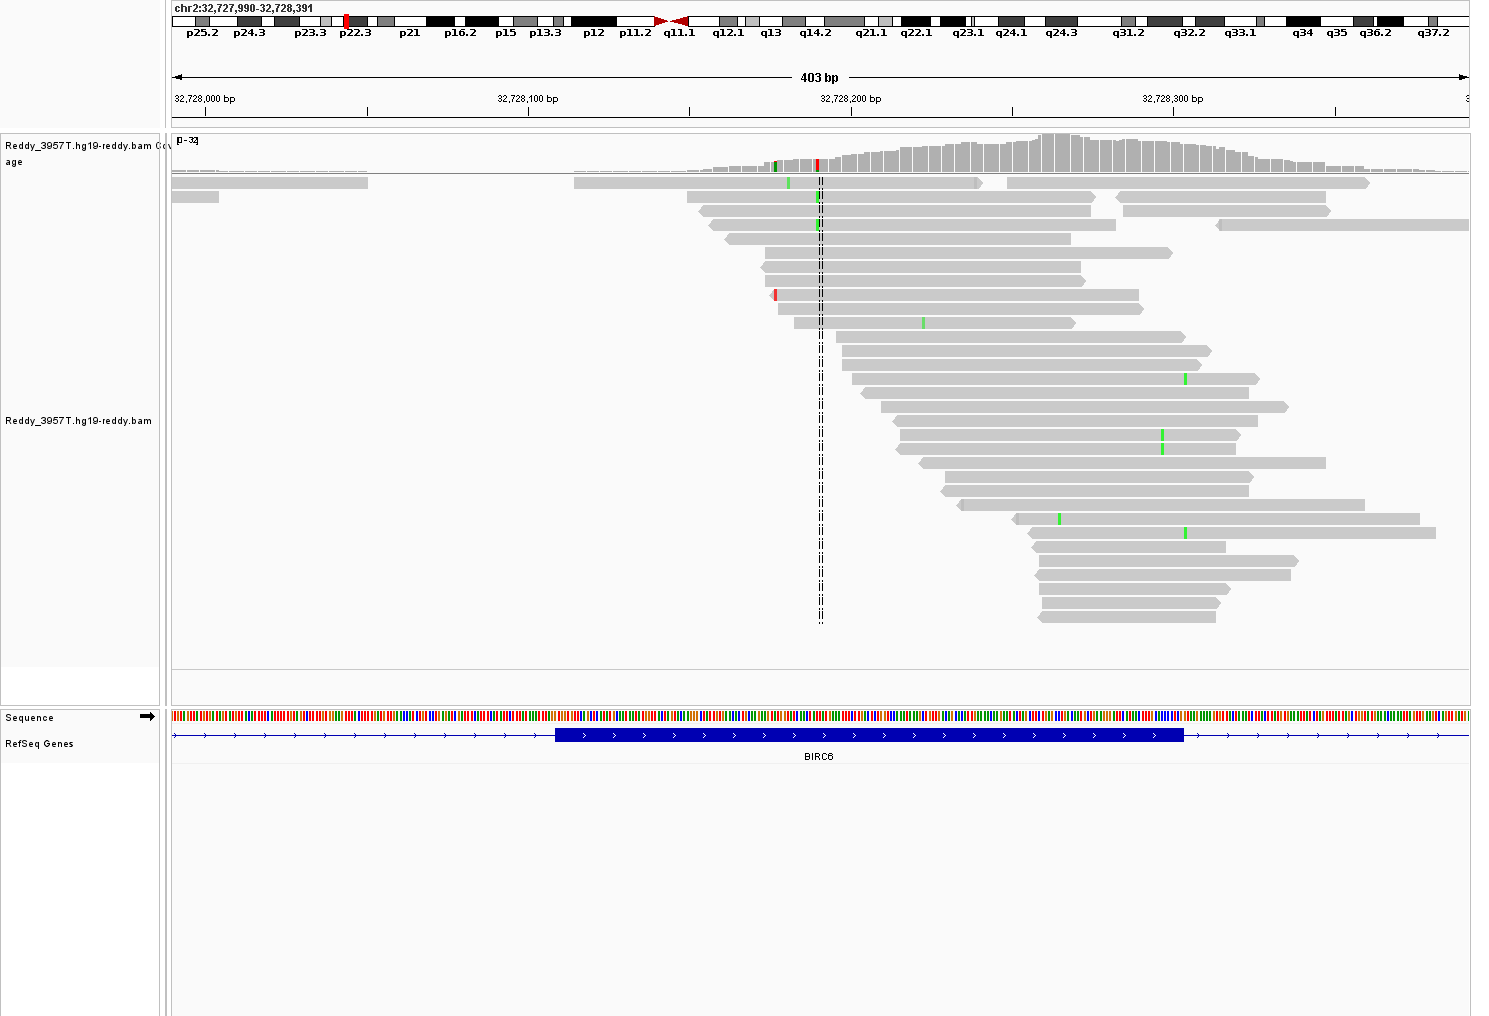 chr2:32,727,990-32,728,391
p25.2 p24.3 p23.3 p22.3 p21 p16.2 p15 p13.3 p12 p11.2 q11.1 q12.1 q13 q14.2 q21.1 q22.1 q23.1 q24.1 q24.3 q31.2 q32.2 q33.1 q34 q35 q36.2 q37.2
403 bp
32,728,000 bp 32,728,100 bp 32,728,200 bp 32,728,300 bp 3
Reddy_3957T.hg19-reddy.bam Cov
age
[0-32]
Reddy_3957T.hg19-reddy.bam
Sequence
RefSeq Genes
BIRC6